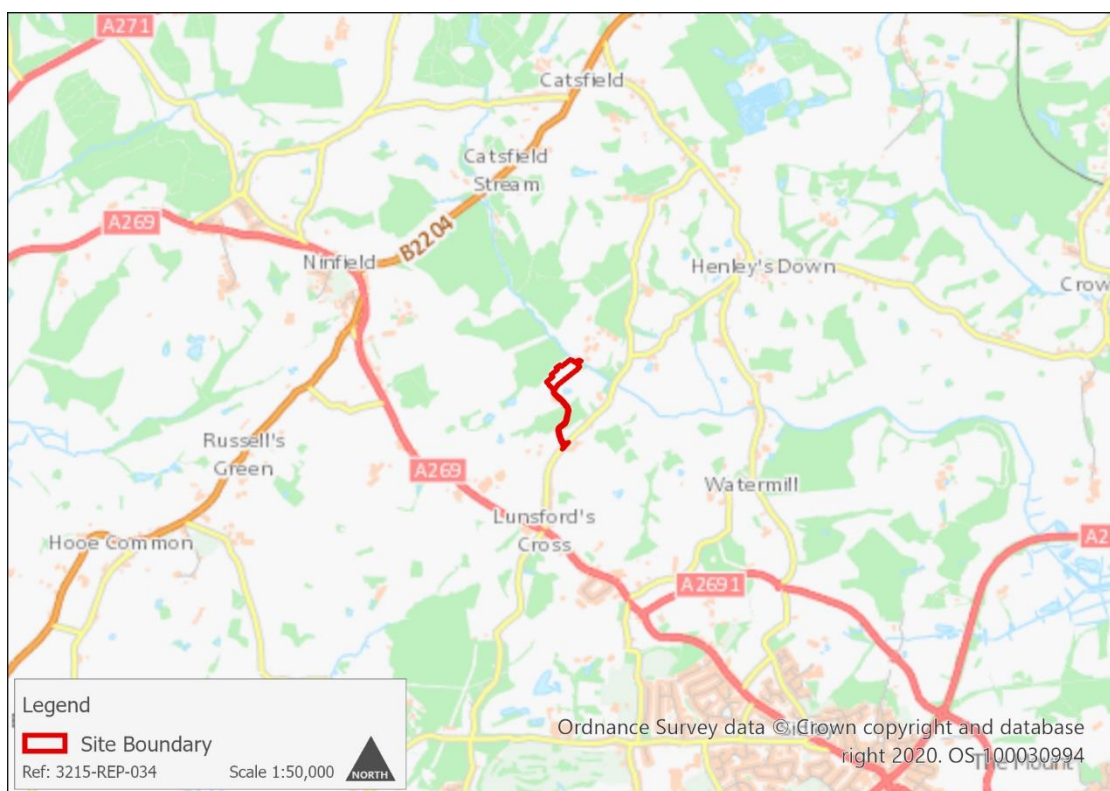 A271
Catsfield
Catsfield
Stream
A269
B2204
Ninfield
Henley's Down
Crow
Russell's
Green
A269
Watermill
Lunsford's
Cross
Hooe Common
A2
A2691
Legend
Site Boundary
Ref: 3215-REP-034
Scale 1:50,000
NORTH
Ordnance Survey data © Crown copyright and database
right 2020. OS 100030994
The Mount